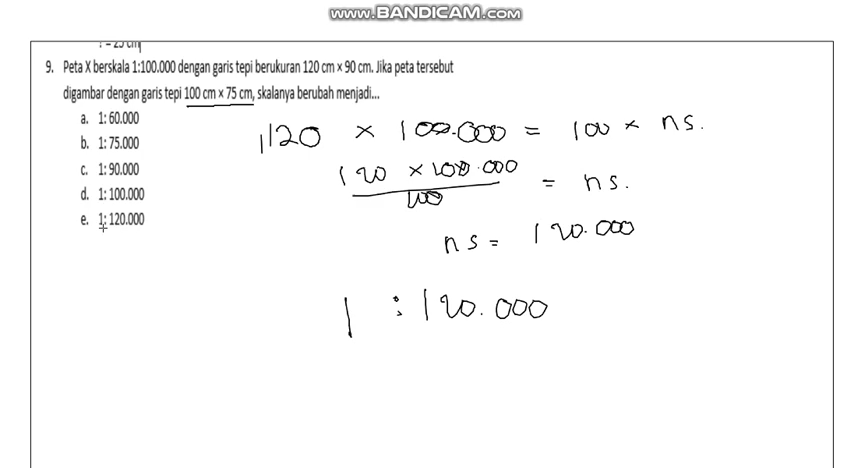 www.BANDICAM.com
: = 25 cm
9. Peta X berskala 1:100.000 dengan garis tepi berukuran 120 cm × 90 cm. Jika peta tersebut
digambar dengan garis tepi 100 cm × 75 cm, skalanya berubah menjadi...
a. 1: 60.000
b. 1: 75.000
c. 1: 90.000
d. 1: 100.000
e. 1: 120.000
120 × 100.000 = 100 × ns.
120 × 100.000
100
= ns.
ns = 120.000
1 : 120.000